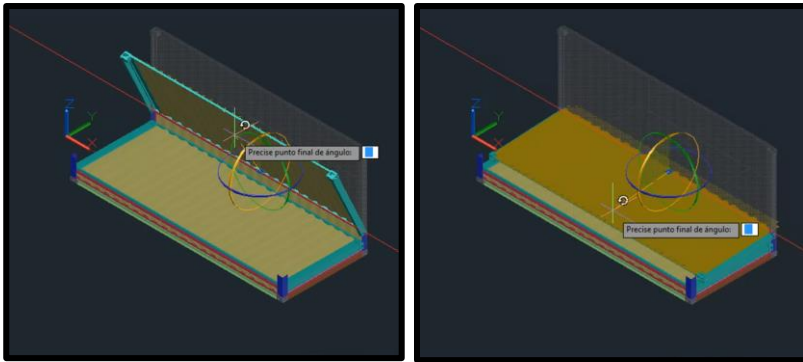 Z
Y
X
Precise punto final de ángulo:
Z
Y
X
Precise punto final de ángulo: